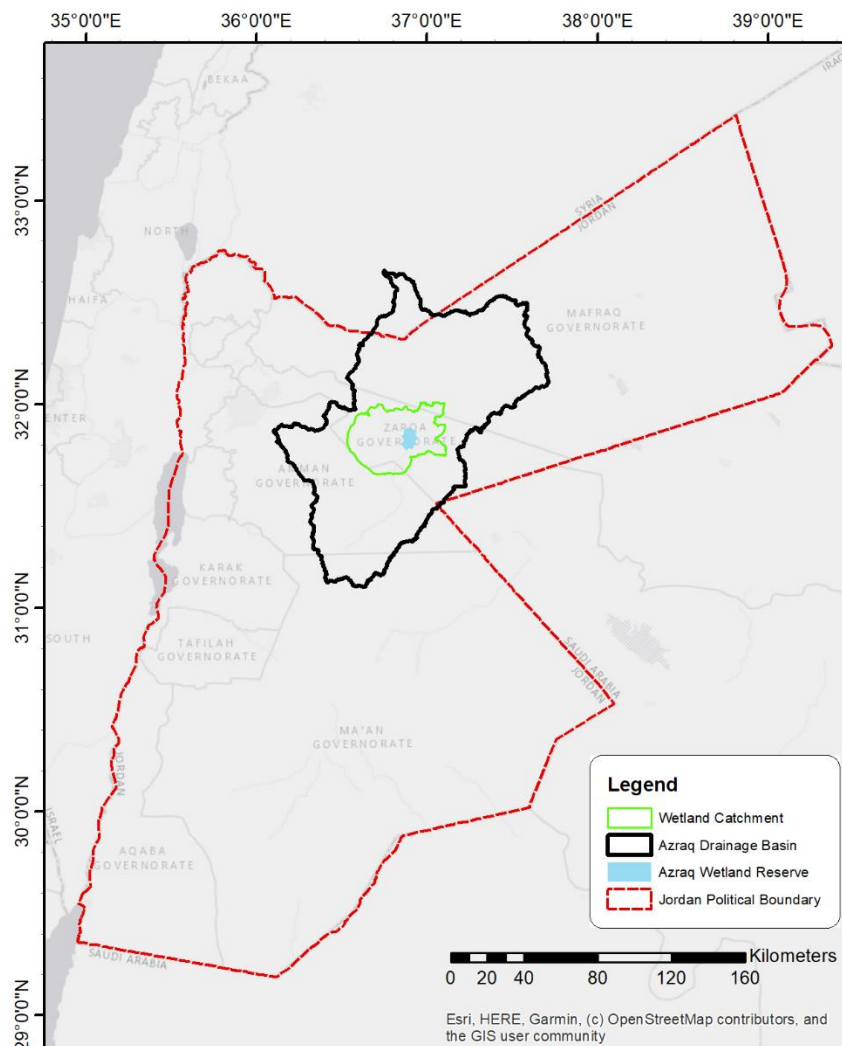 35°0'0"E
36°0'0"E
37°0'0"E
38°0'0"E
39°0'0"E
33°0'0"N
32°0'0"N
31°0'0"N
30°0'0"N
29°0'0"N
BEKAA
IRAQ
SYRIA
JORDAN
NORTH
HAIFA
MAFRAQ
GOVERNORATE
ENTER
ZARQA
GOVERNORATE
AMMAN
GOVERNORATE
KARAK
GOVERNORATE
SOUTH
TAFILAH
GOVERNORATE
SAUDI ARABIA
JORDAN
MA'AN
GOVERNORATE
JORDAN
ISRAEL
AQABA
GOVERNORATE
SAUDI ARABIA
Legend
Wetland Catchment
Azraq Drainage Basin
Azraq Wetland Reserve
Jordan Political Boundary
Kilometers
0 20 40 80 120 160
Esri, HERE, Garmin, (c) OpenStreetMap contributors, and
the GIS user community